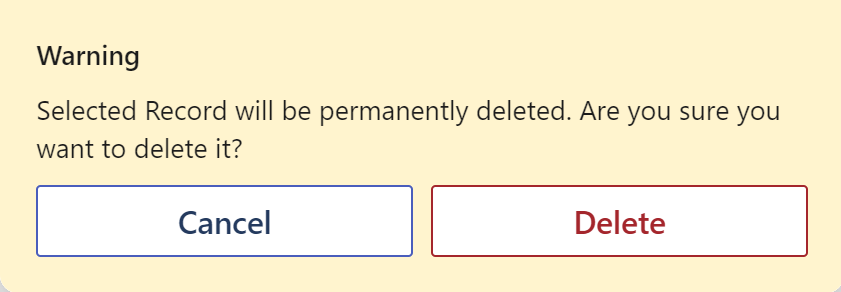 Warning
Selected Record will be permanently deleted. Are you sure you
want to delete it?
Cancel
Delete